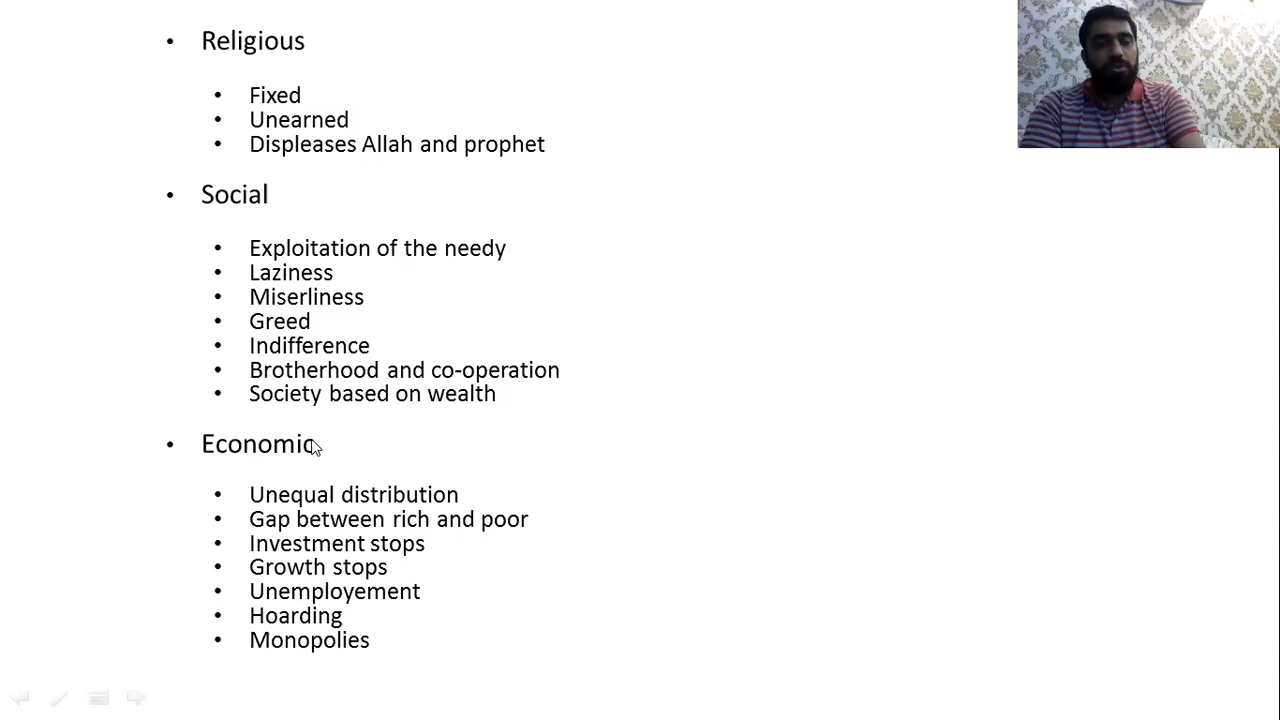 Religious
Fixed
Unearned
Displeases Allah and prophet
Social
Exploitation of the needy
Laziness
Miserliness
Greed
Indifference
Brotherhood and co-operation
Society based on wealth
Economic
Unequal distribution
Gap between rich and poor
Investment stops
Growth stops
Unemployement
Hoarding
Monopolies